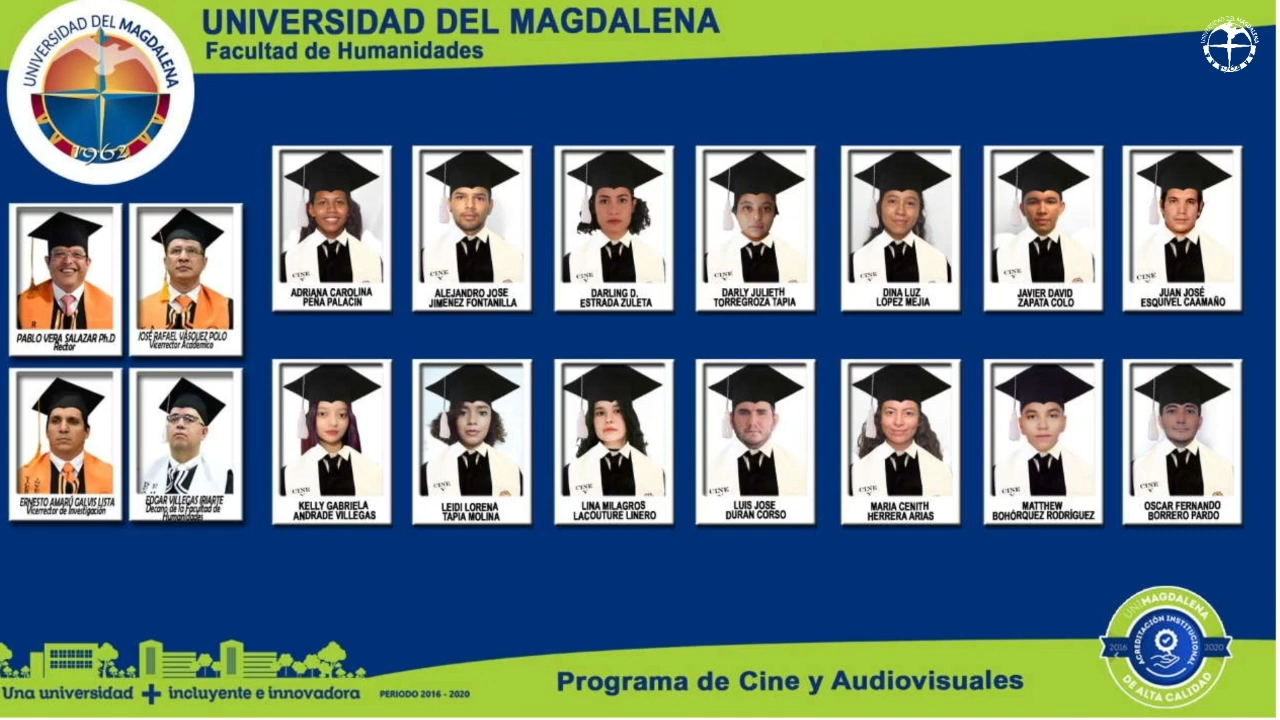 UNIVERSIDAD DEL MAGDALENA
Facultad de Humanidades
UNIVERSIDAD DEL MAGDALENA
1962
PABLO VERA SALAZAR Ph.D
Rector
JOSÉ RAFAEL VÁSQUEZ POLO
Vicerrector Académico
ERNESTO AMARÚ GALVIS LISTA
Vicerrector de Investigación
EDGAR VILLEGAS IRIARTE
Decano de la Facultad de
Humanidades
ADRIANA CAROLINA
PEÑA PALACIN
ALEJANDRO JOSE
JIMENEZ FONTANILLA
DARLING D.
ESTRADA ZULETA
DARLY JULIETH
TORREGROZA TAPIA
DINA LUZ
LOPEZ MEJIA
JAVIER DAVID
ZAPATA COLO
JUAN JOSÉ
ESQUIVEL CAAMAÑO
KELLY GABRIELA
ANDRADE VILLEGAS
LEIDI LORENA
TAPIA MOLINA
LINA MILAGROS
LACOUTURE LINERO
LUIS JOSE
DURAN CORSO
MARIA CENITH
HERRERA ARIAS
MATTHEW
BOHÓRQUEZ RODRÍGUEZ
OSCAR FERNANDO
BORRERO PARDO
Una universidad + incluyente e innovadora
PERIODO 2016 - 2020
Programa de Cine y Audiovisuales
UNIMAGDALENA
ACREDITACIÓN INSTITUCIONAL
2016
2020
DE ALTA CALIDAD